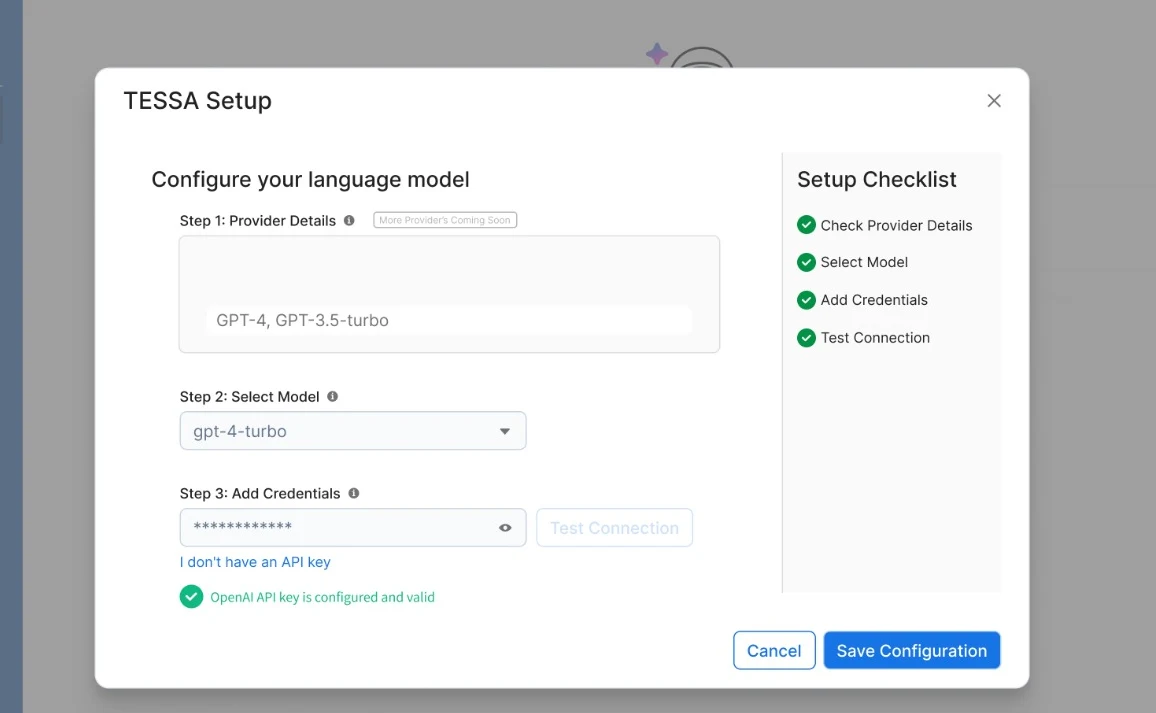 TESSA Setup
Configure your language model
Step 1: Provider Details
More Provider's Coming Soon
GPT-4, GPT-3.5-turbo
Step 2: Select Model
gpt-4-turbo
Step 3: Add Credentials
************
Test Connection
I don't have an API key
OpenAI API key is configured and valid
Setup Checklist
Check Provider Details
Select Model
Add Credentials
Test Connection
Cancel
Save Configuration